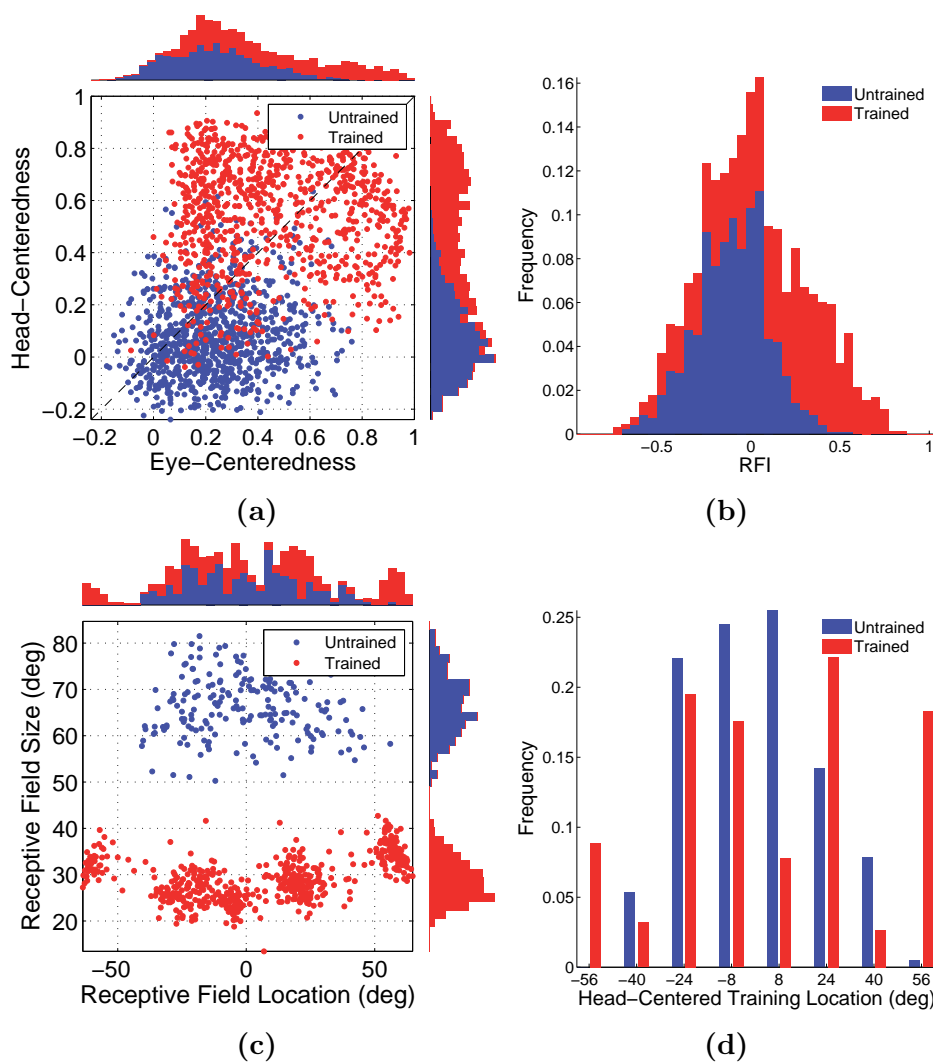 Head−Centeredness
1
0.8
0.6
0.4
0.2
0
−0.2
−0.2 0 0.2 0.4 0.6 0.8 1
Eye−Centeredness
Untrained
Trained
(a)
Frequency
0.16
0.14
0.12
0.1
0.08
0.06
0.04
0.02
0
−0.5 0 0.5 1
RFI
Untrained
Trained
(b)
Receptive Field Size (deg)
80
70
60
50
40
30
20
−50 0 50
Receptive Field Location (deg)
Untrained
Trained
(c)
Frequency
0.25
0.2
0.15
0.1
0.05
0
−56 −40 −24 −8 8 24 40 56
Head−Centered Training Location (deg)
Untrained
Trained
(d)